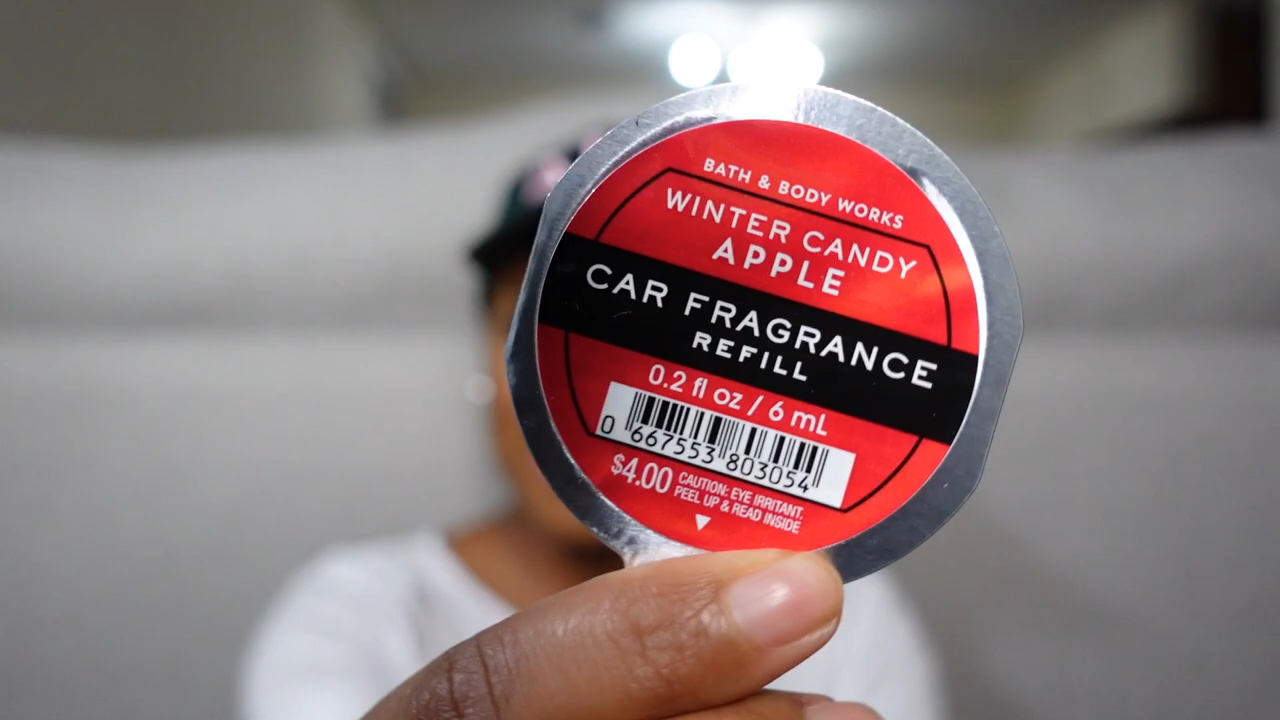 BATH & BODY WORKS
WINTER CANDY
APPLE
CAR FRAGRANCE
REFILL
0.2 fl oz / 6 mL
0 667553 803054
$4.00 CAUTION: EYE IRRITANT.
PEEL UP & READ INSIDE